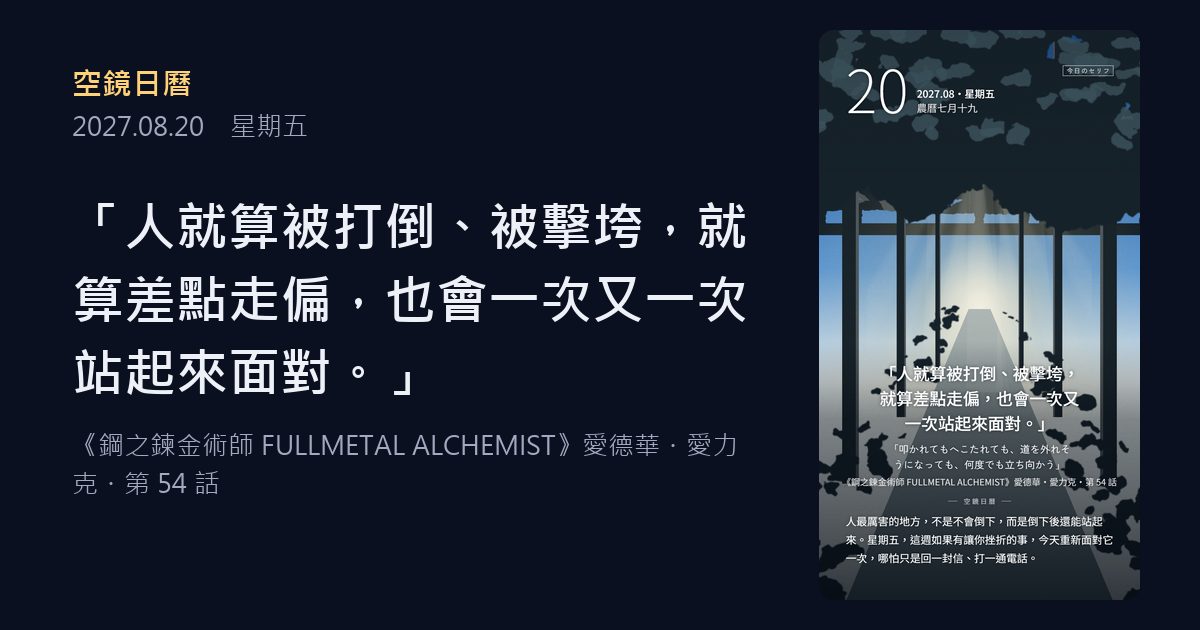 空鏡日曆
2027.08.20 星期五
「人就算被打倒、被擊垮，就
算差點走偏，也會一次又一次
站起來面對。」
《鋼之鍊金術師 FULLMETAL ALCHEMIST》愛德華・愛力
克・第 54 話
20
2027.08・星期五
農曆七月十九
今日のセリフ
「人就算被打倒、被擊垮，
就算差點走偏，也會一次又
一次站起來面對。」
「叩かれてもへこたれても、道を外れそ
うになっても、何度でも立ち向かう」
《鋼之鍊金術師 FULLMETAL ALCHEMIST》愛德華・愛力克・第 54 話
— 空鏡日曆 —
人最厲害的地方，不是不會倒下，而是倒下後還能站起
來。星期五，這週如果有讓你挫折的事，今天重新面對它
一次，哪怕只是回一封信、打一通電話。